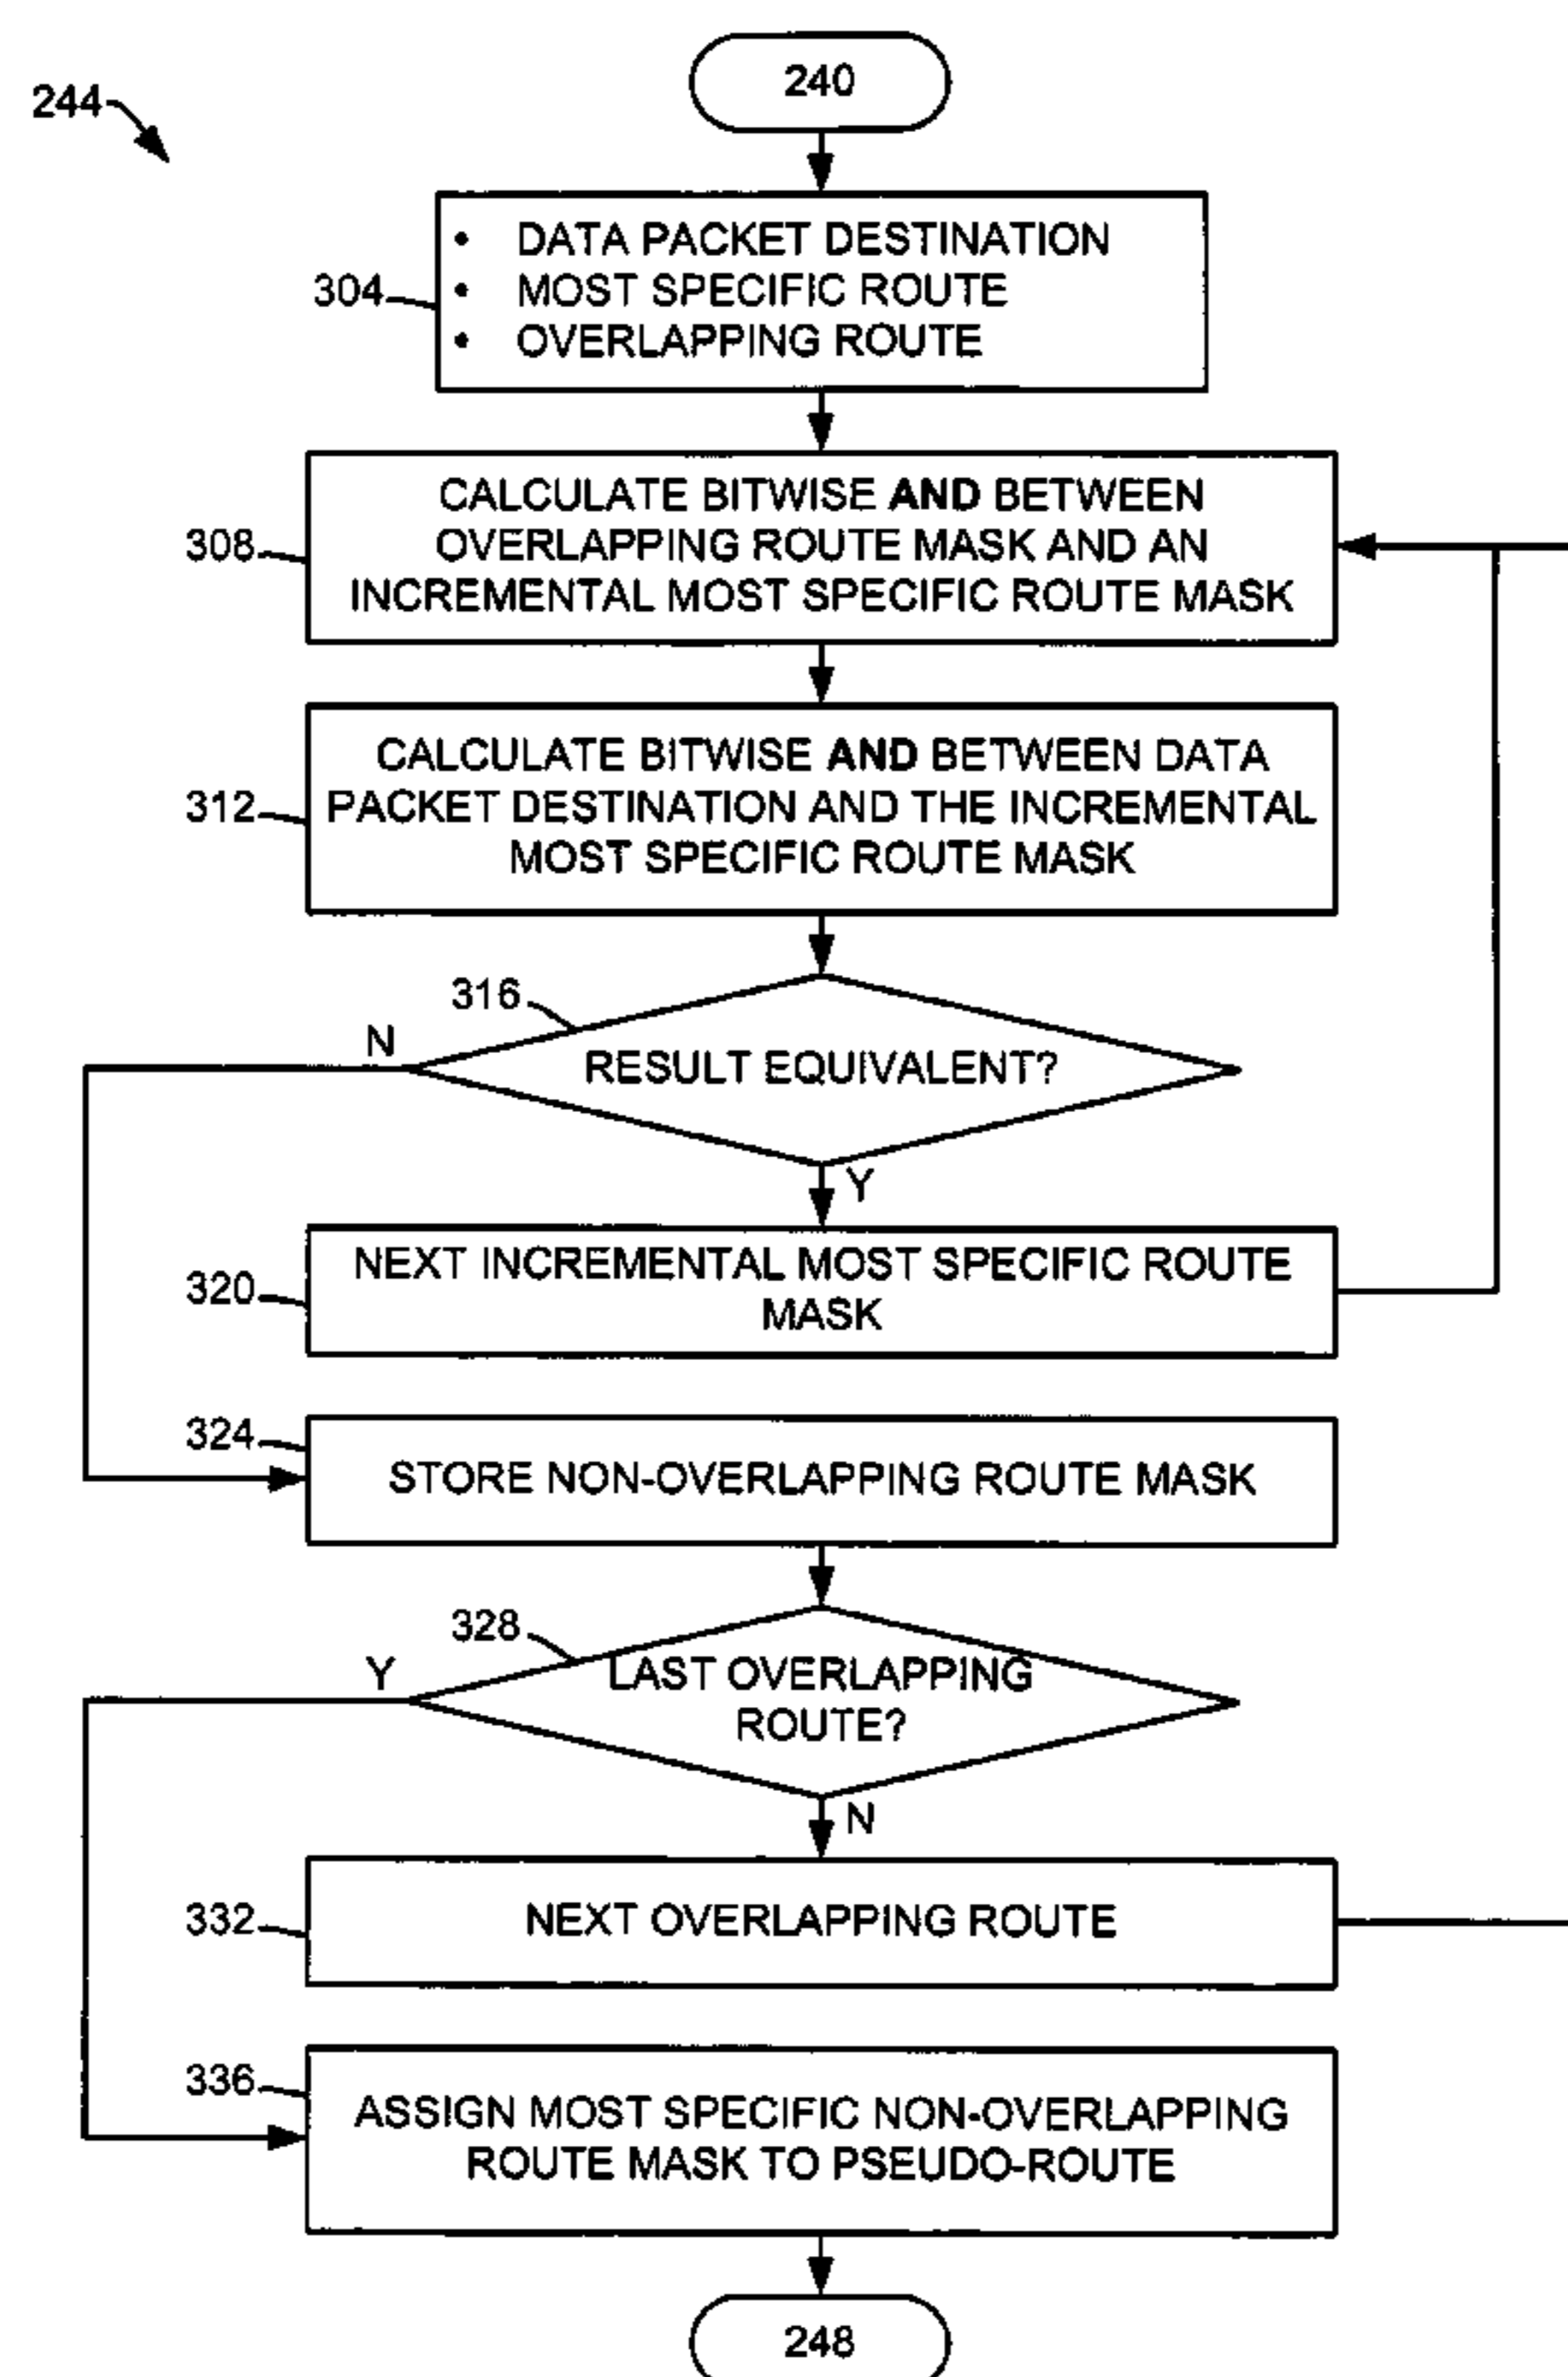 240
244
• DATA PACKET DESTINATION
304
• MOST SPECIFIC ROUTE
• OVERLAPPING ROUTE
CALCULATE BITWISE AND BETWEEN
308
OVERLAPPING ROUTE MASK AND AN
INCREMENTAL MOST SPECIFIC ROUTE MASK
CALCULATE BITWISE AND BETWEEN DATA
312
PACKET DESTINATION AND THE INCREMENTAL
MOST SPECIFIC ROUTE MASK
316
N
RESULT EQUIVALENT?
Y
320
NEXT INCREMENTAL MOST SPECIFIC ROUTE
MASK
324
STORE NON-OVERLAPPING ROUTE MASK
328
Y
LAST OVERLAPPING
ROUTE?
N
332
NEXT OVERLAPPING ROUTE
336
ASSIGN MOST SPECIFIC NON-OVERLAPPING
ROUTE MASK TO PSEUDO-ROUTE
248